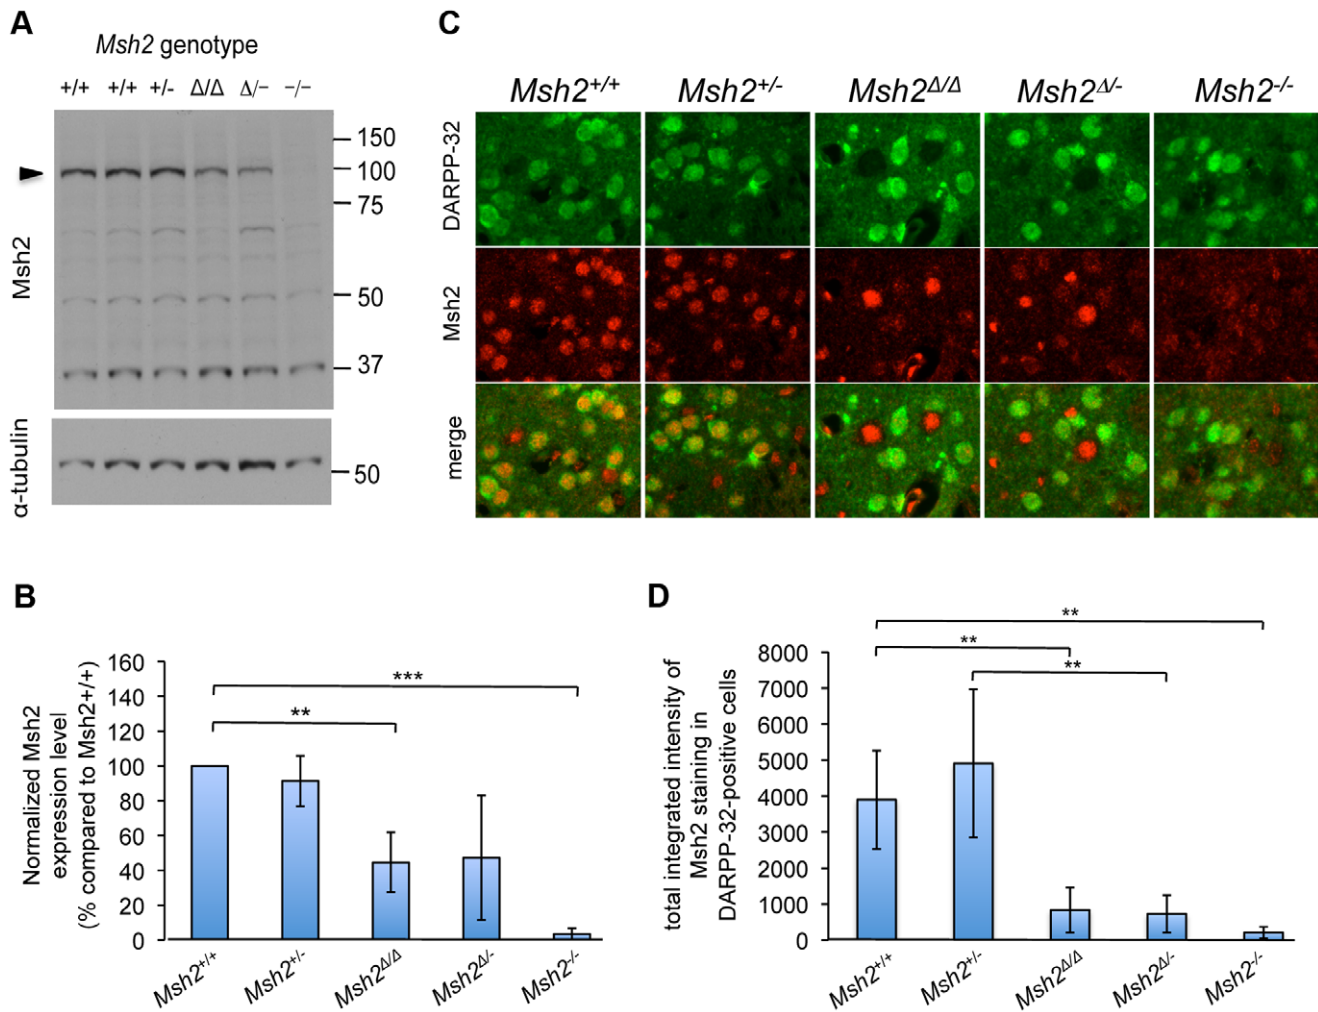 A
Msh2 genotype
+/+ +/+ +/- Δ/Δ Δ/− −/−
150
100
75
50
37
Msh2
50
α-tubulin
C
Msh2+/+ Msh2+/- Msh2Δ/Δ Msh2Δ/- Msh2-/-
DARPP-32
Msh2
merge
B
Normalized Msh2
expression level
(% compared to Msh2+/+)
160
140
120
100
80
60
40
20
0
***
**
Msh2+/+ Msh2+/- Msh2Δ/Δ Msh2Δ/- Msh2-/-
D
total integrated intensity of
Msh2 staining in
DARPP-32-positive cells
8000
7000
6000
5000
4000
3000
2000
1000
0
**
**
**
Msh2+/+ Msh2+/- Msh2Δ/Δ Msh2Δ/- Msh2-/-